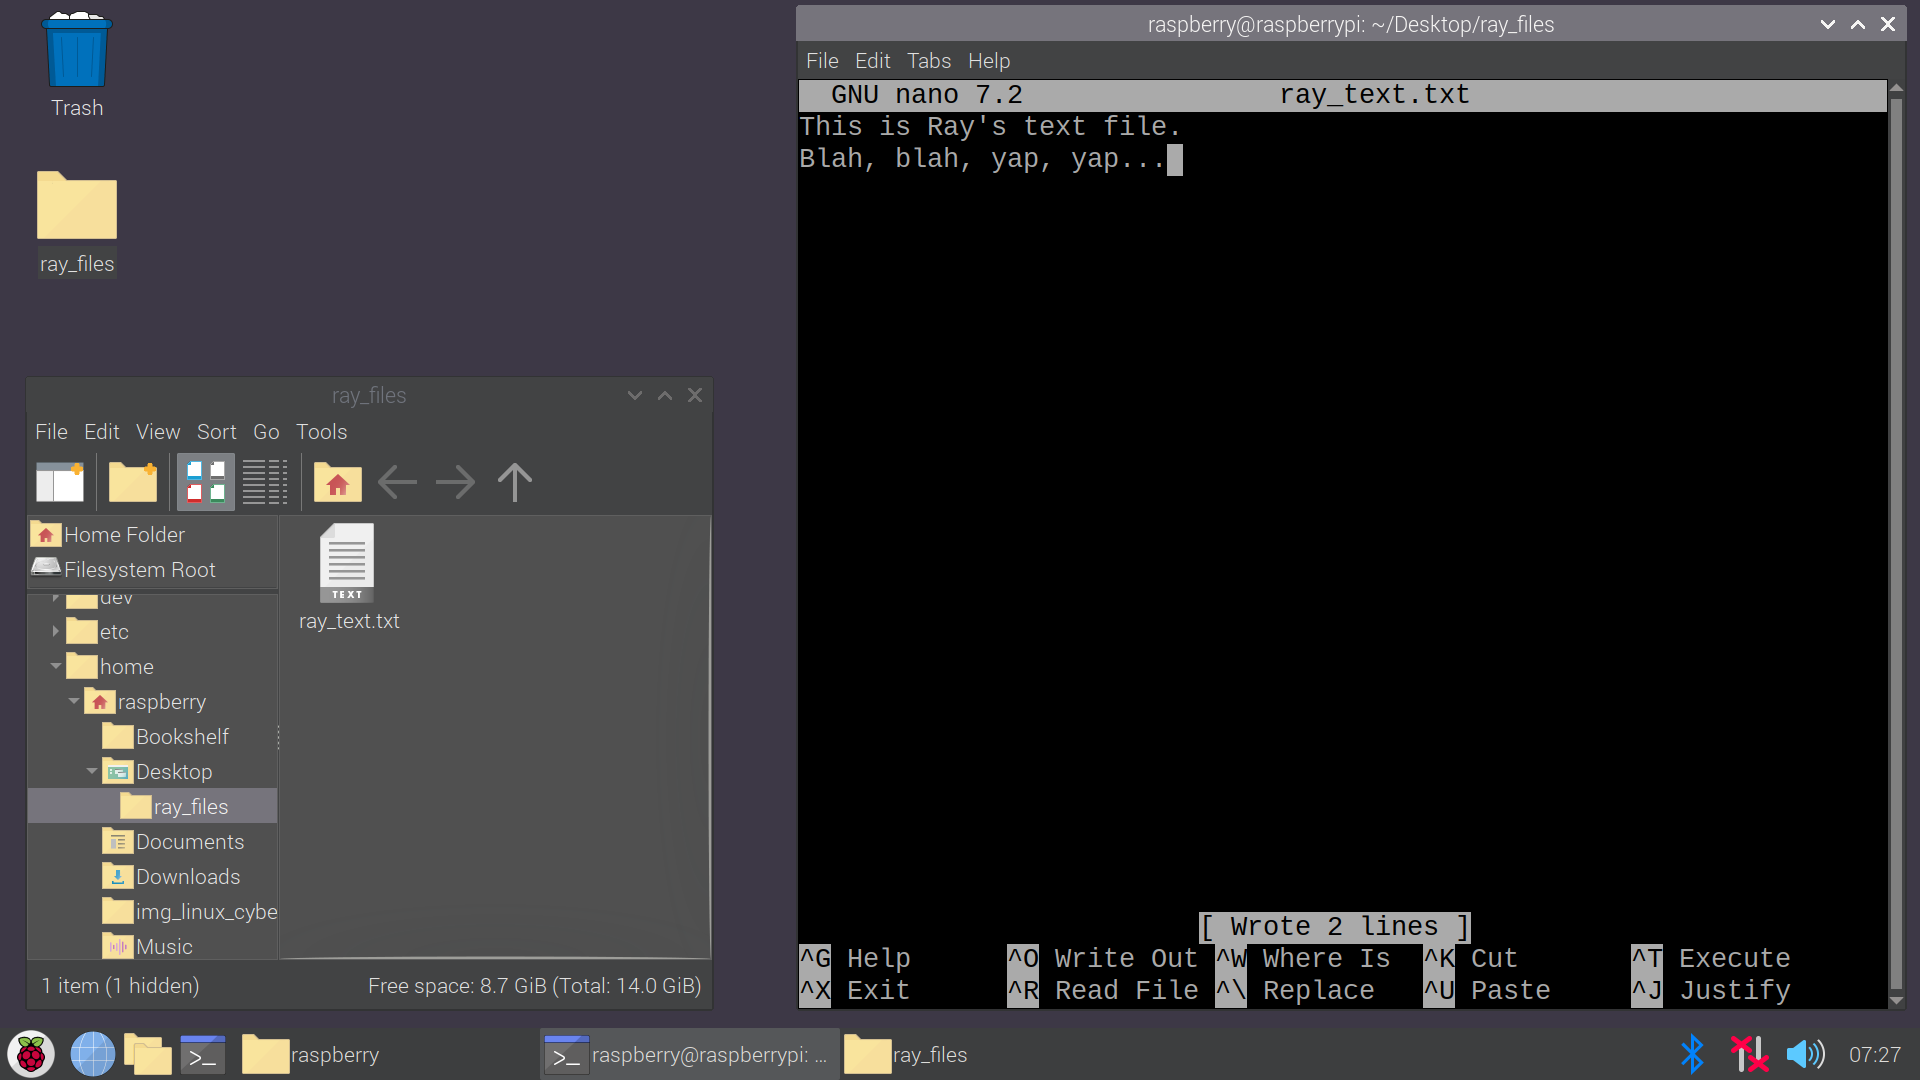 Trash
ray_files
raspberry@raspberrypi: ~/Desktop/ray_files
File Edit Tabs Help
GNU nano 7.2 ray_text.txt
This is Ray's text file.
Blah, blah, yap, yap...
[ Wrote 2 lines ]
^G Help ^O Write Out ^W Where Is ^K Cut ^T Execute
^X Exit ^R Read File ^\ Replace ^U Paste ^J Justify
ray_files
File Edit View Sort Go Tools
Home Folder
Filesystem Root
dev
etc
home
raspberry
Bookshelf
Desktop
ray_files
Documents
Downloads
img_linux_cybe
Music
TEXT
ray_text.txt
1 item (1 hidden) Free space: 8.7 GiB (Total: 14.0 GiB)
>_ raspberry >_ raspberry@raspberrypi: ... ray_files 07:27